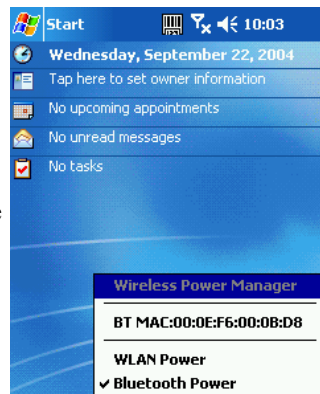 Start 10:03
Wednesday, September 22, 2004
Tap here to set owner information
No upcoming appointments
No unread messages
No tasks
Wireless Power Manager
BT MAC:00:0E:F6:00:0B:D8
WLAN Power
Bluetooth Power